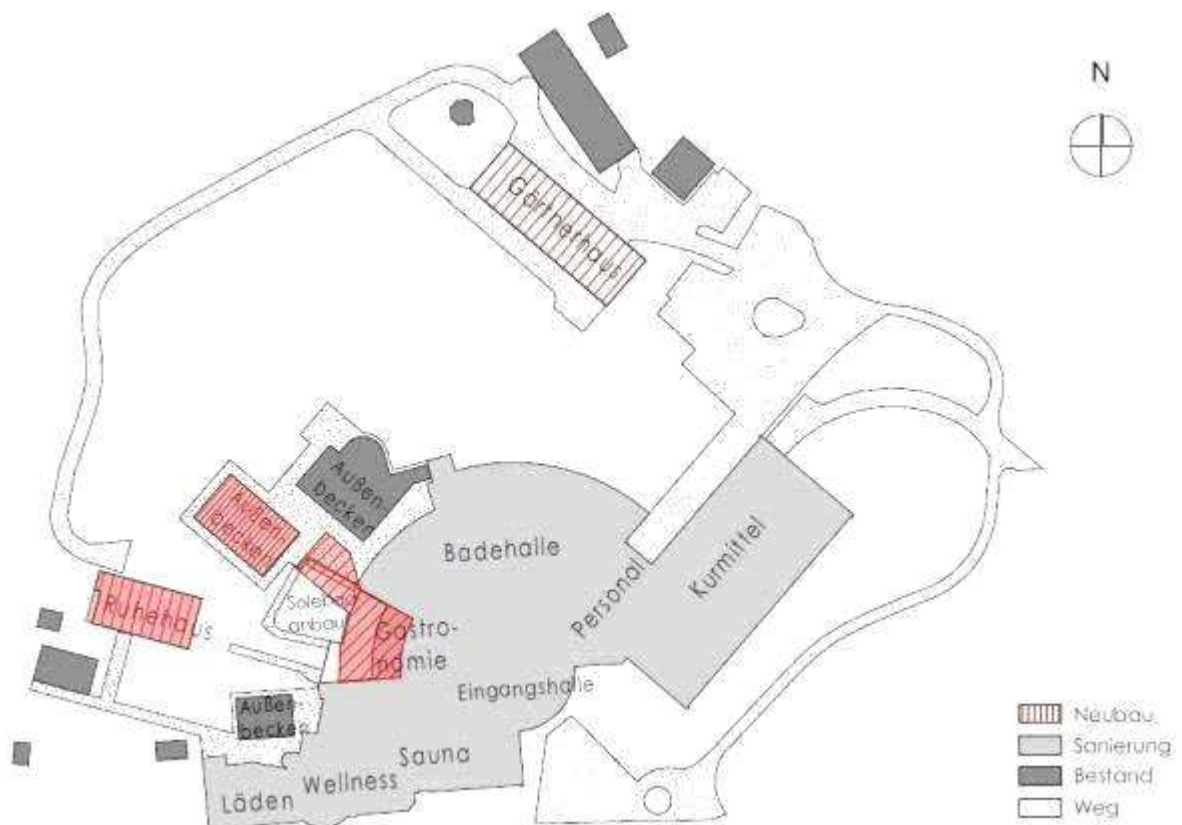 N
Gärtnerhaus
Außen
becken
Außen
becken
Badehalle
Kurmittel
Personal
Solebad
anbau
Ruhehaus
Gastro-
nomie
Eingangshalle
Außen
becken
Sauna
Wellness
Läden
Neubau
Sanierung
Bestand
Weg